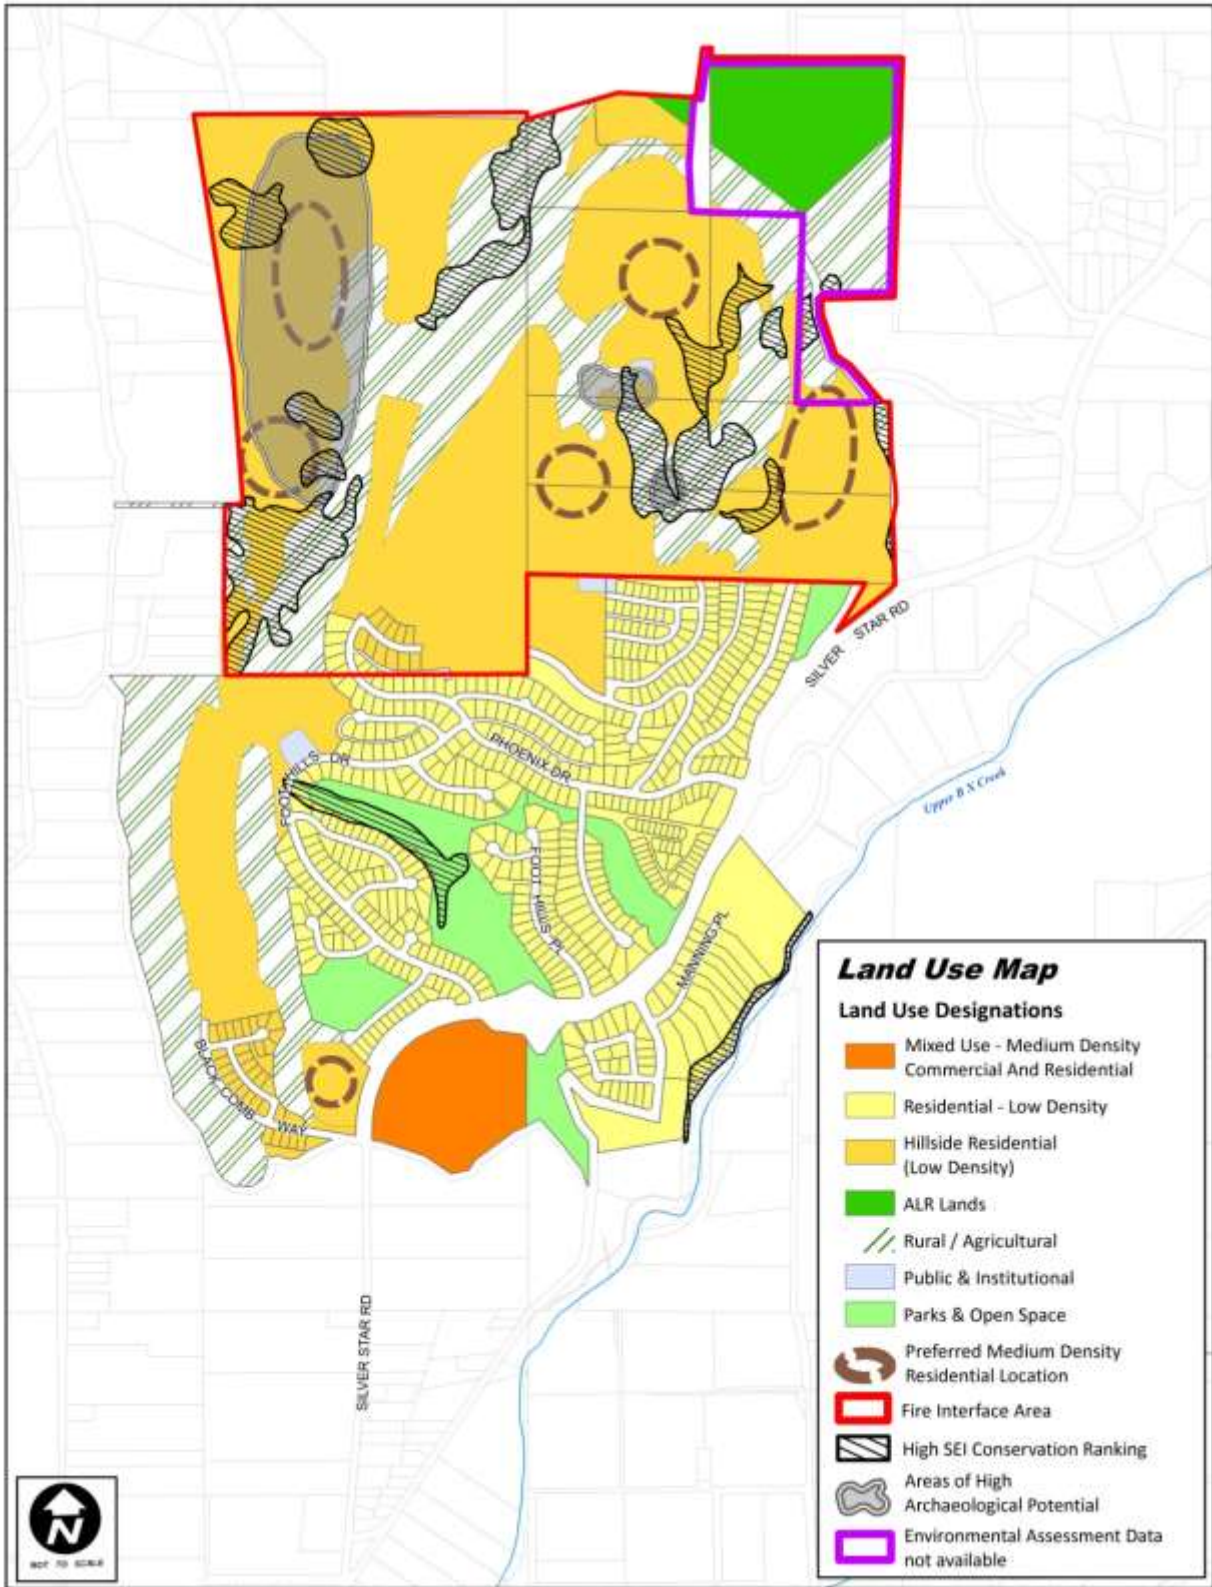 SILVER STAR RD
PHOENIX DR
FOOTHILLS DR
Upper B X Creek
FOOT HILLS PL
MANNING PL
BLACKCOMB WAY
SILVER STAR RD
Land Use Map
Land Use Designations
Mixed Use - Medium Density
Commercial And Residential
Residential - Low Density
Hillside Residential
(Low Density)
ALR Lands
Rural / Agricultural
Public & Institutional
Parks & Open Space
Preferred Medium Density
Residential Location
Fire Interface Area
High SEI Conservation Ranking
Areas of High
Archaeological Potential
Environmental Assessment Data
not available
N
NOT TO SCALE